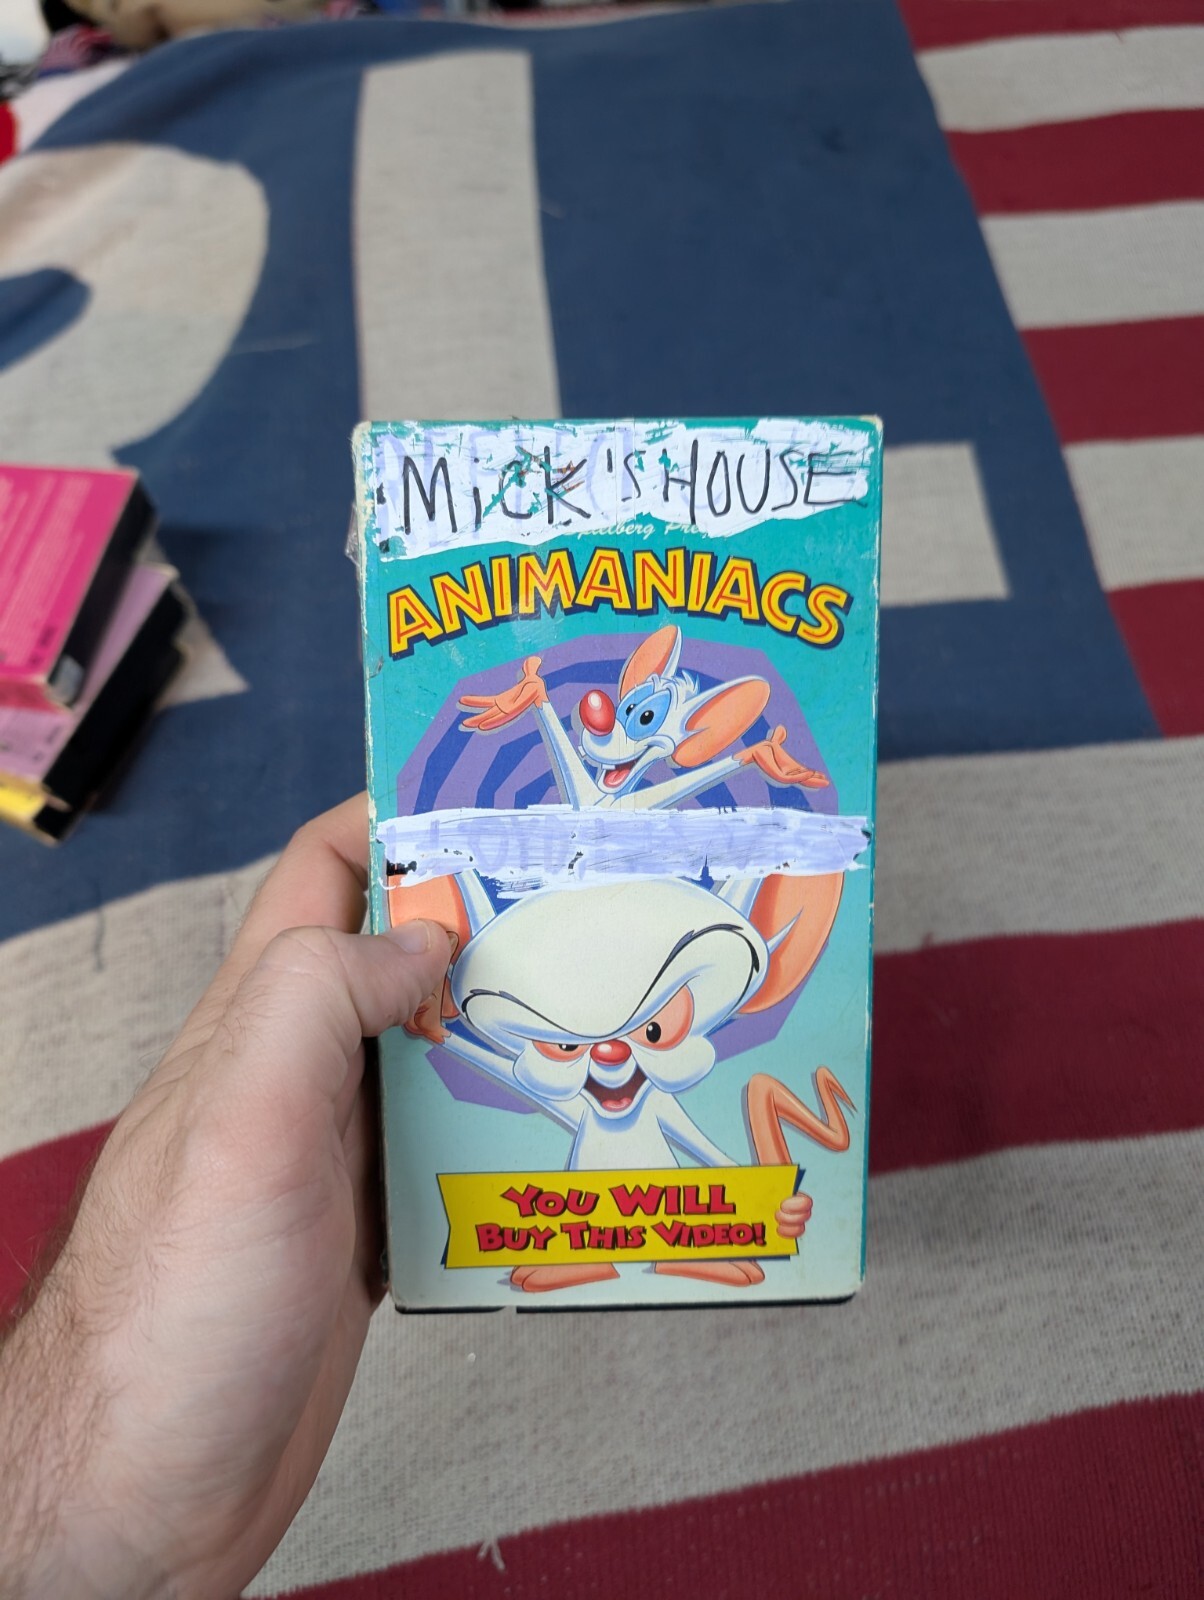 MiCK'S HOUSE
ANIMANIACS
YOU WILL
BUY THIS VIDEO!